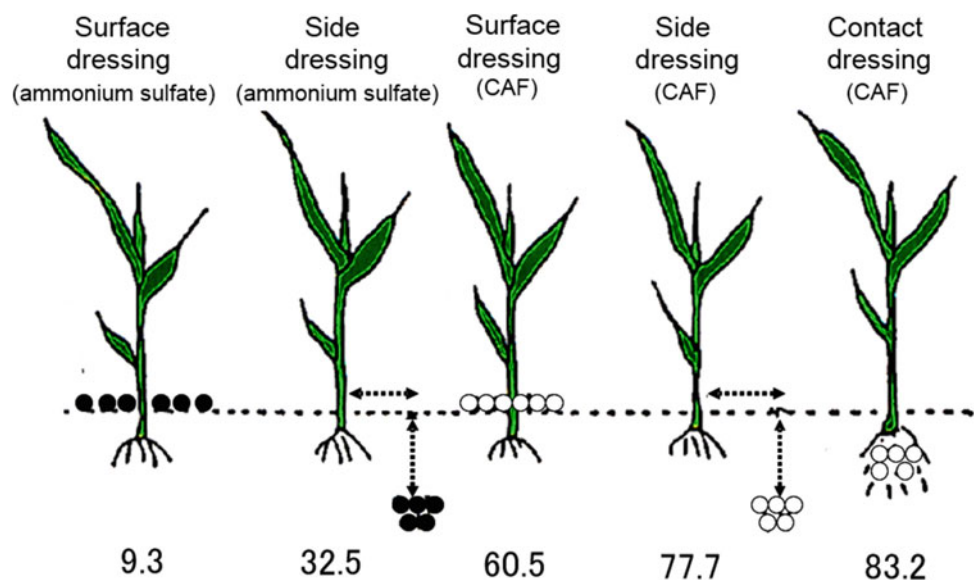 Surface
dressing
(ammonium sulfate)
Side
dressing
(ammonium sulfate)
Surface
dressing
(CAF)
Side
dressing
(CAF)
Contact
dressing
(CAF)
9.3
32.5
60.5
77.7
83.2